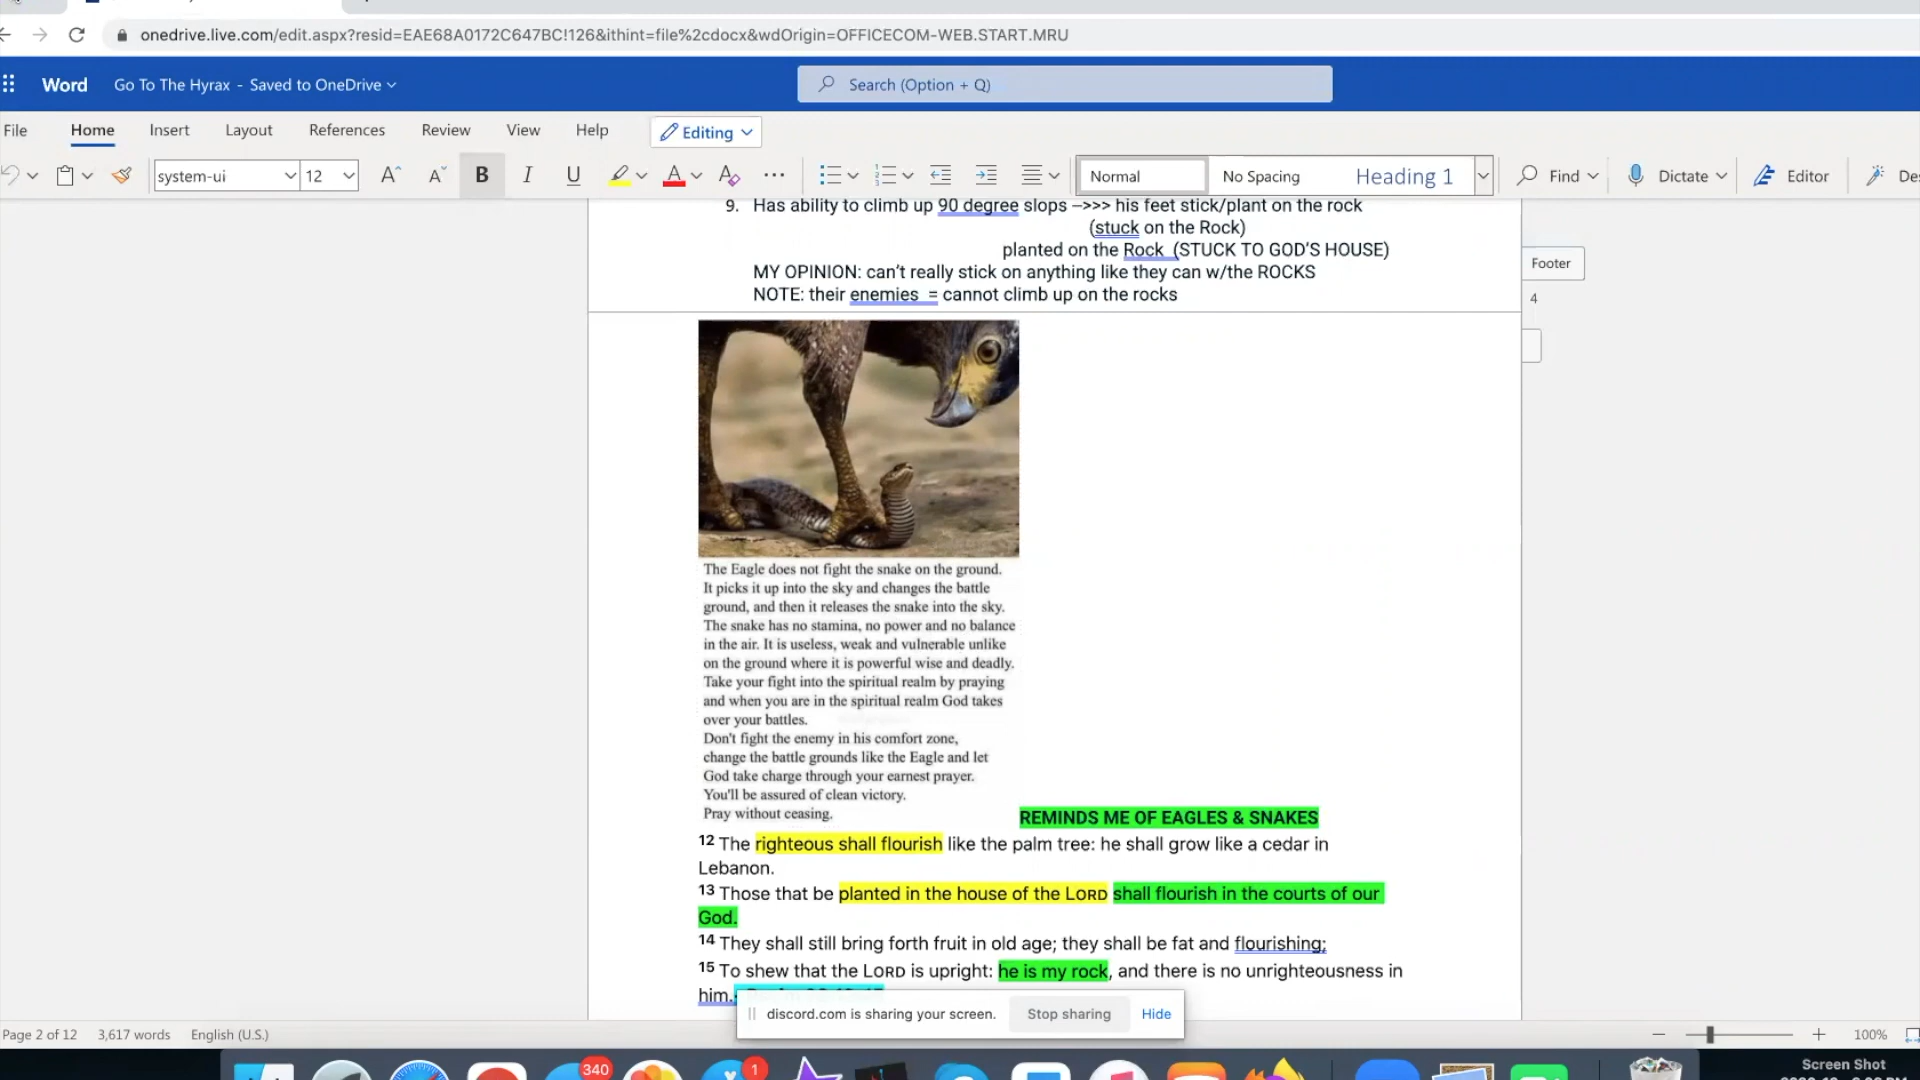 onedrive.live.com/edit.aspx?resid=EAE68A0172C647BC!126&ithint=file%2cdocx&wdOrigin=OFFICECOM-WEB.START.MRU
Word Go To The Hyrax - Saved to OneDrive Search (Option + Q)
File Home Insert Layout References Review View Help Editing
system-ui 12 A A B I U A A Normal No Spacing Heading 1 Find Dictate Editor
9. Has ability to climb up 90 degree slops –>>> his feet stick/plant on the rock
(stuck on the Rock)
planted on the Rock (STUCK TO GOD'S HOUSE)
MY OPINION: can't really stick on anything like they can w/the ROCKS
NOTE: their enemies = cannot climb up on the rocks
Footer
4
The Eagle does not fight the snake on the ground.
It picks it up into the sky and changes the battle
ground, and then it releases the snake into the sky.
The snake has no stamina, no power and no balance
in the air. It is useless, weak and vulnerable unlike
on the ground where it is powerful wise and deadly.
Take your fight into the spiritual realm by praying
and when you are in the spiritual realm God takes
over your battles.
Don't fight the enemy in his comfort zone,
change the battle grounds like the Eagle and let
God take charge through your earnest prayer.
You'll be assured of clean victory.
Pray without ceasing.
REMINDS ME OF EAGLES & SNAKES
12 The righteous shall flourish like the palm tree: he shall grow like a cedar in
Lebanon.
13 Those that be planted in the house of the LORD shall flourish in the courts of our
God.
14 They shall still bring forth fruit in old age; they shall be fat and flourishing;
15 To shew that the LORD is upright: he is my rock, and there is no unrighteousness in
him.
discord.com is sharing your screen. Stop sharing Hide
Page 2 of 12 3,617 words English (U.S.) 100%
340 1
Screen Shot